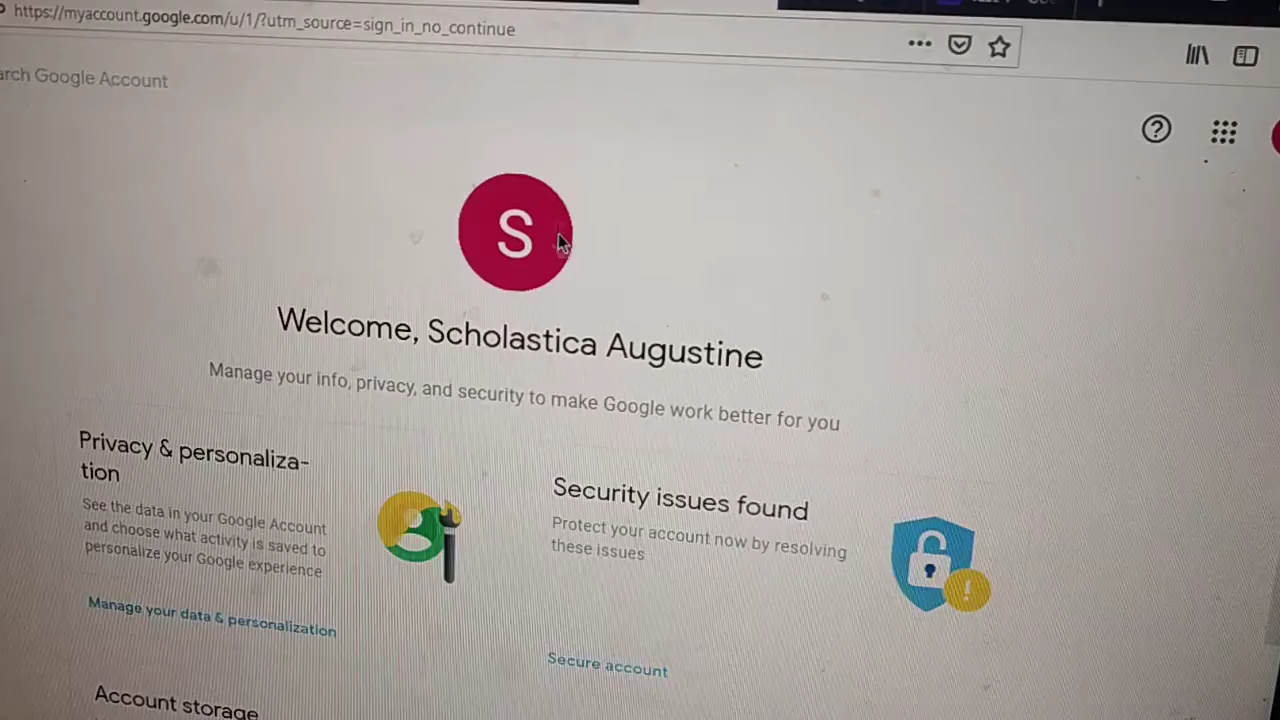 https://myaccount.google.com/u/1/?utm_source=sign_in_no_continue
arch Google Account
S
Welcome, Scholastica Augustine
Manage your info, privacy, and security to make Google work better for you
Privacy & personaliza-
tion
See the data in your Google Account
and choose what activity is saved to
personalize your Google experience
Manage your data & personalization
Security issues found
Protect your account now by resolving
these issues
Secure account
Account storage